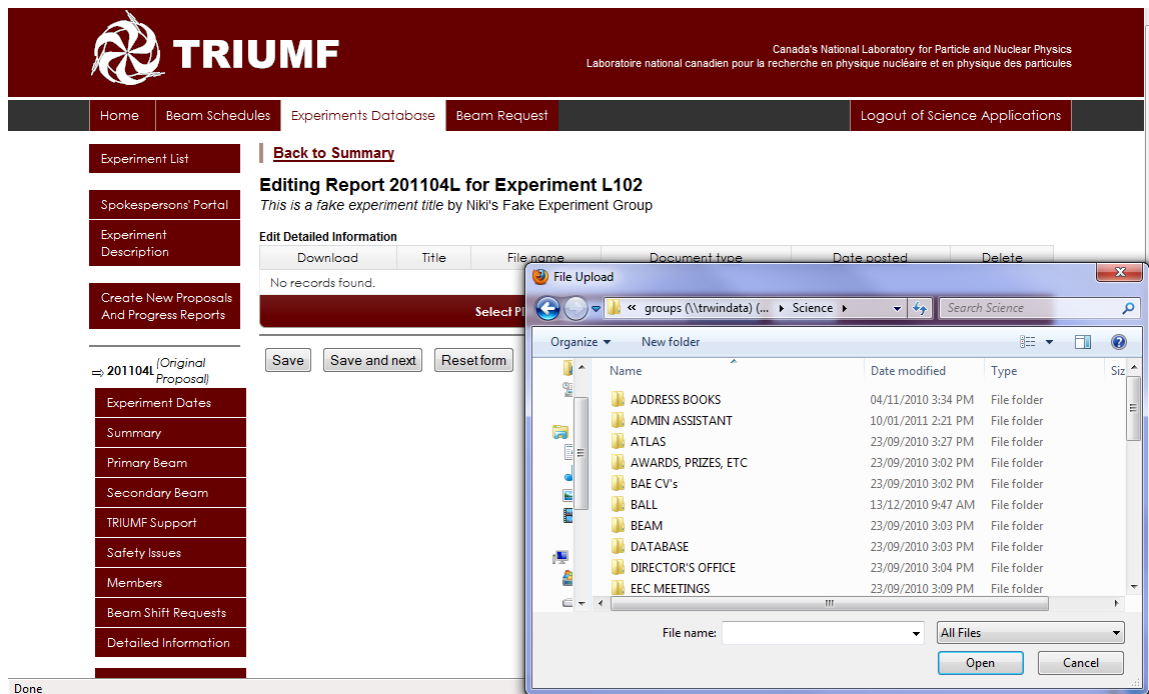 TRIUMF
Canada's National Laboratory for Particle and Nuclear Physics
Laboratoire national canadien pour la recherche en physique nucléaire et en physique des particules
Home Beam Schedules Experiments Database Beam Request Logout of Science Applications
Experiment List
Spokespersons' Portal
Experiment
Description
Create New Proposals
And Progress Reports
⇒ 201104L (Original
Proposal)
Experiment Dates
Summary
Primary Beam
Secondary Beam
TRIUMF Support
Safety Issues
Members
Beam Shift Requests
Detailed Information
Back to Summary
Editing Report 201104L for Experiment L102
This is a fake experiment title by Niki's Fake Experiment Group
Edit Detailed Information
Download Title File name Document type Date posted Delete
No records found.
Select
Save Save and next Reset form
File Upload
« groups (\\trwindata) (... Science Search Science
Organize New folder
Name Date modified Type Siz
ADDRESS BOOKS 04/11/2010 3:34 PM File folder
ADMIN ASSISTANT 10/01/2011 2:21 PM File folder
ATLAS 23/09/2010 3:27 PM File folder
AWARDS, PRIZES, ETC 23/09/2010 3:02 PM File folder
BAE CV's 23/09/2010 3:02 PM File folder
BALL 13/12/2010 9:47 AM File folder
BEAM 23/09/2010 3:03 PM File folder
DATABASE 23/09/2010 3:03 PM File folder
DIRECTOR'S OFFICE 23/09/2010 3:04 PM File folder
EEC MEETINGS 23/09/2010 3:09 PM File folder
File name: All Files
Open Cancel
Done